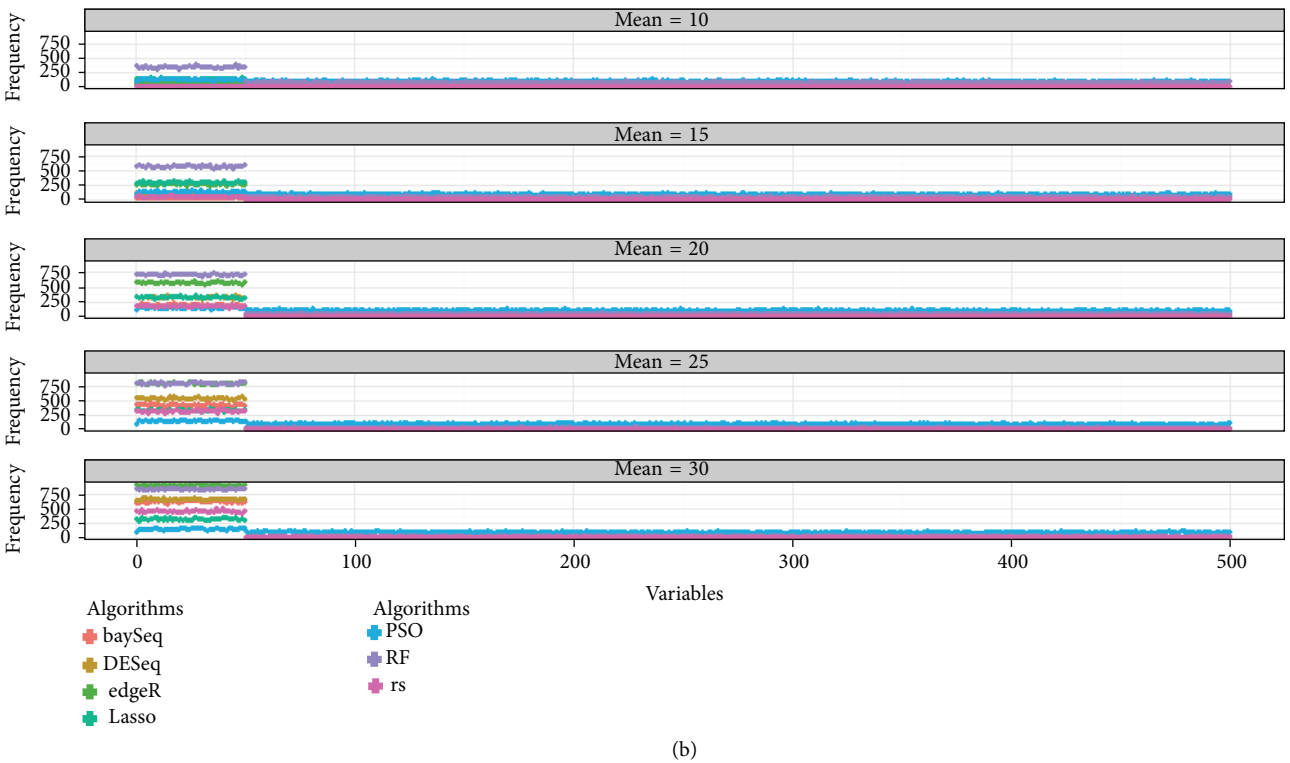 Mean = 10
Frequency
750
500
250
0
Mean = 15
Frequency
750
500
250
0
Mean = 20
Frequency
750
500
250
0
Mean = 25
Frequency
750
500
250
0
Mean = 30
Frequency
750
500
250
0
0 100 200 300 400 500
Variables
Algorithms
baySeq
DESeq
edgeR
Lasso
Algorithms
PSO
RF
rs
(b)